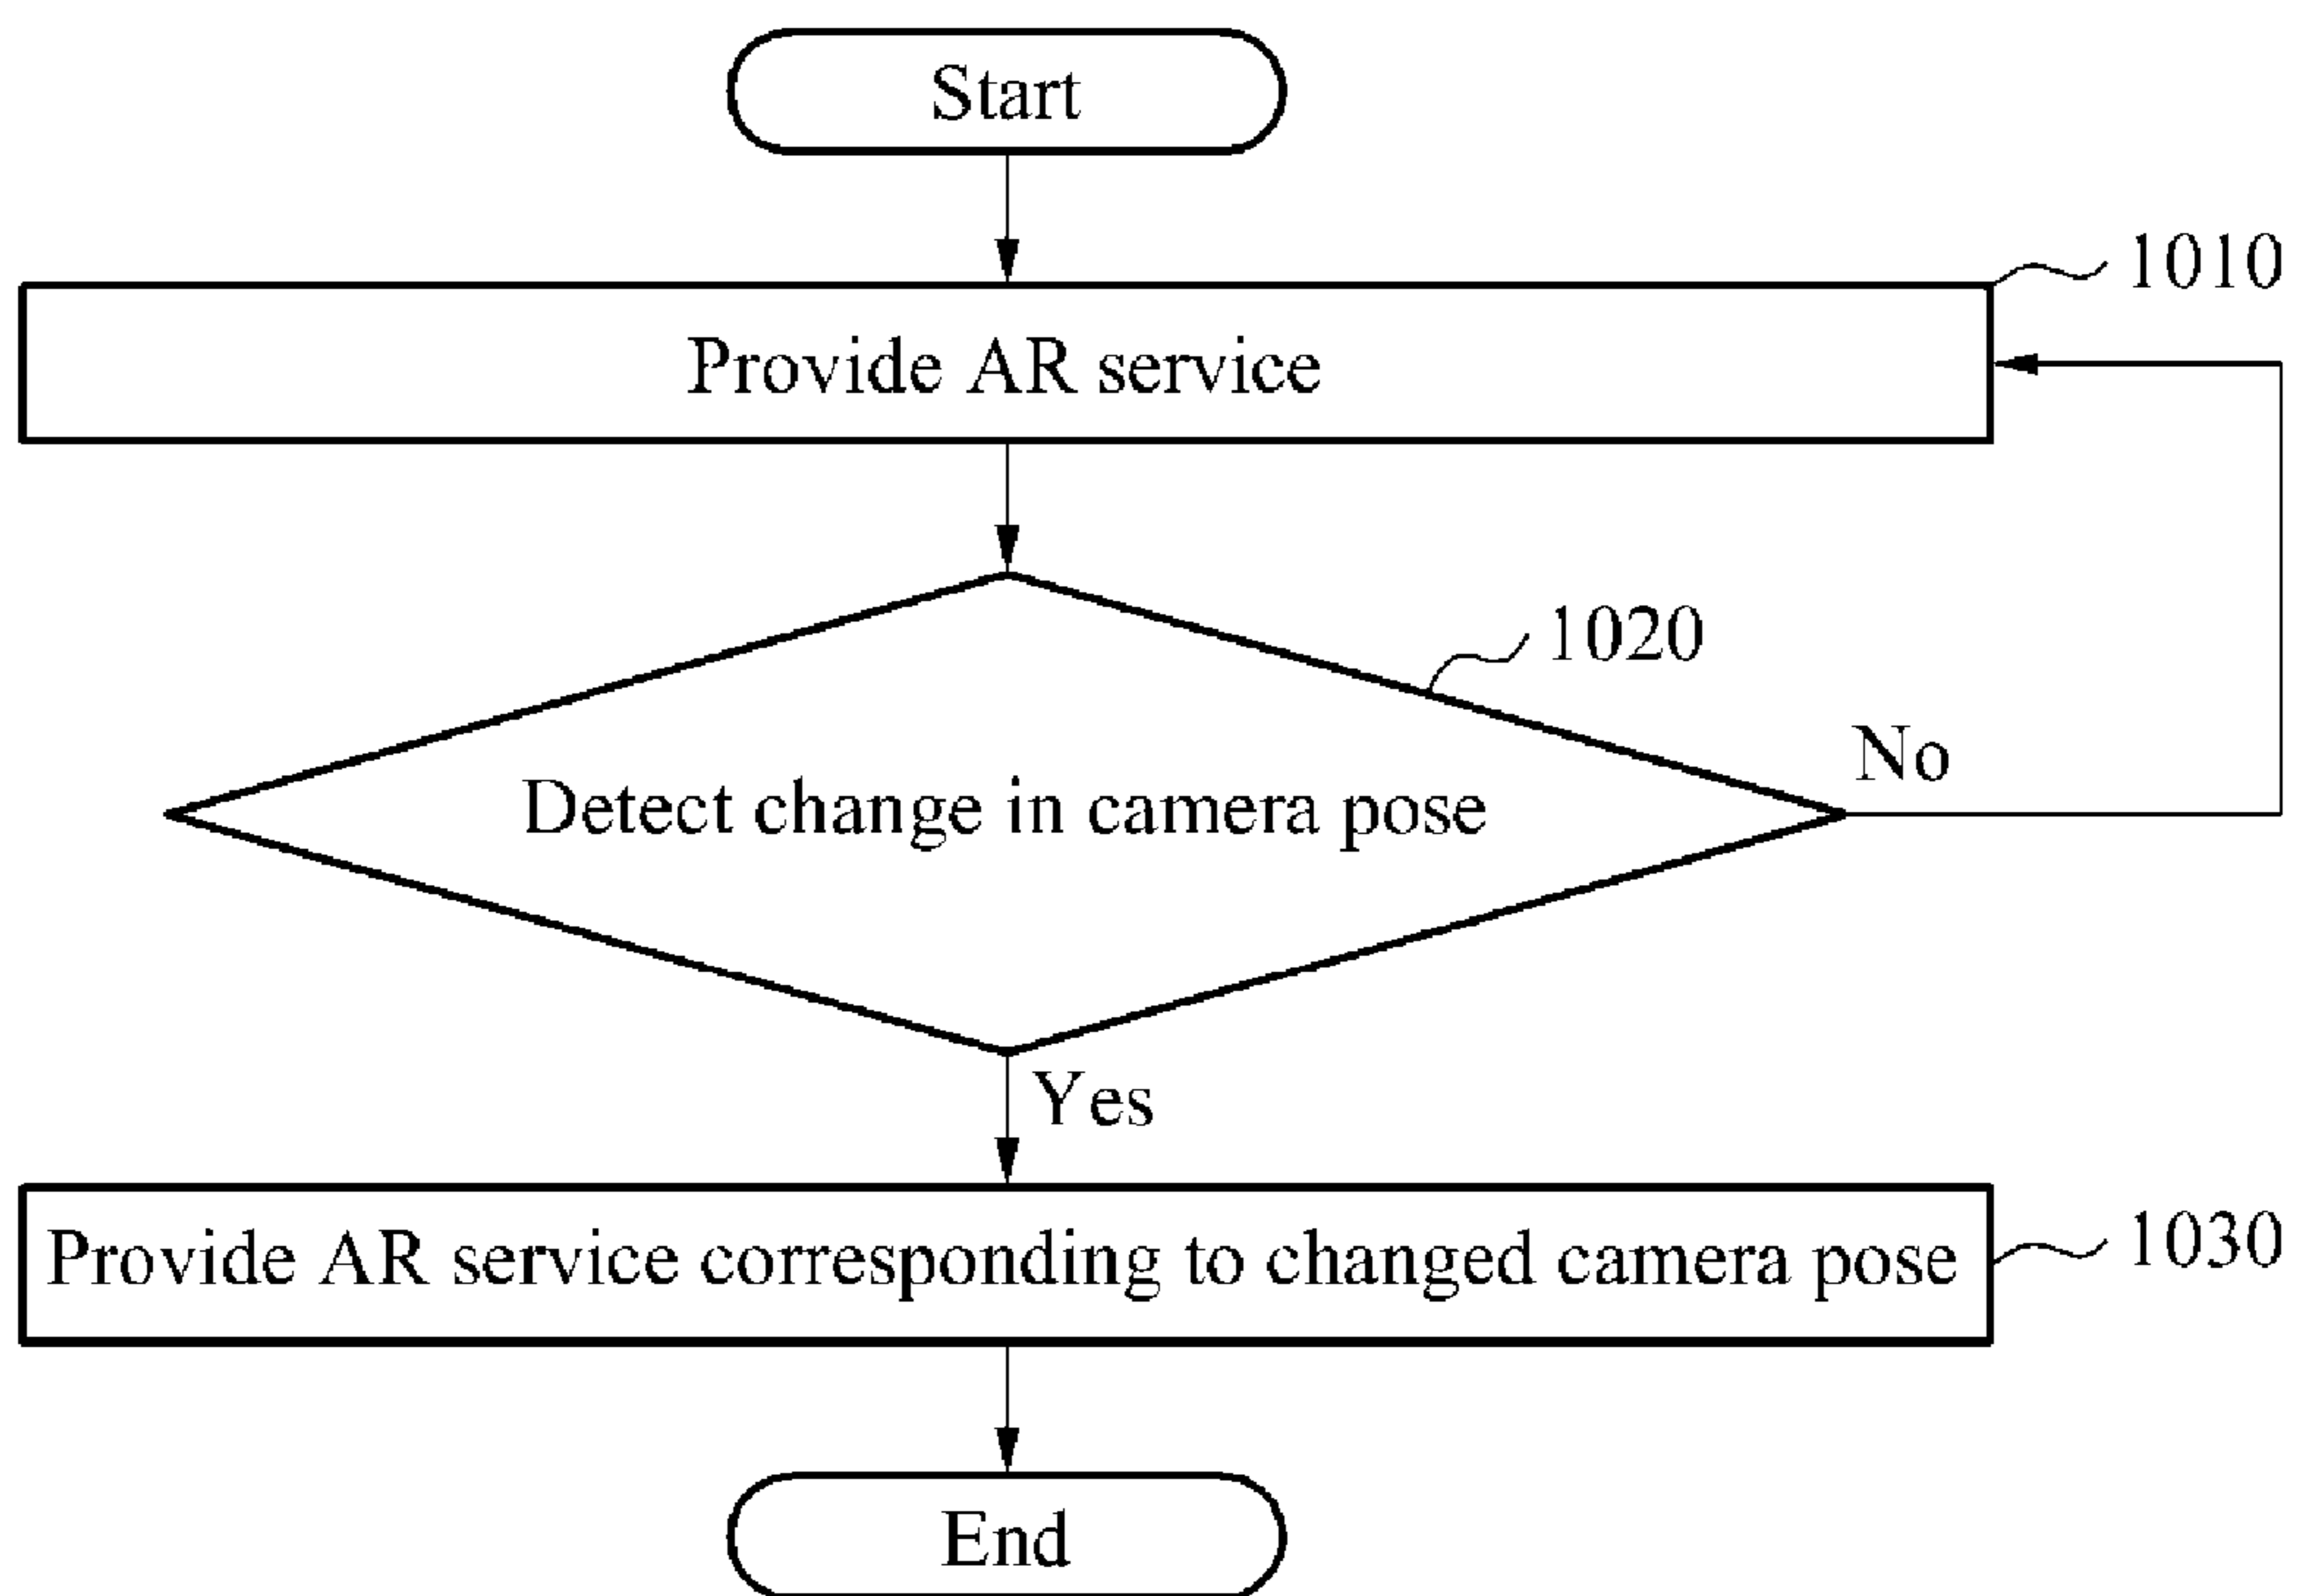 Start
1010
Provide AR service
1020
No
Detect change in camera pose
Yes
1030
Provide AR service corresponding to changed camera pose
End